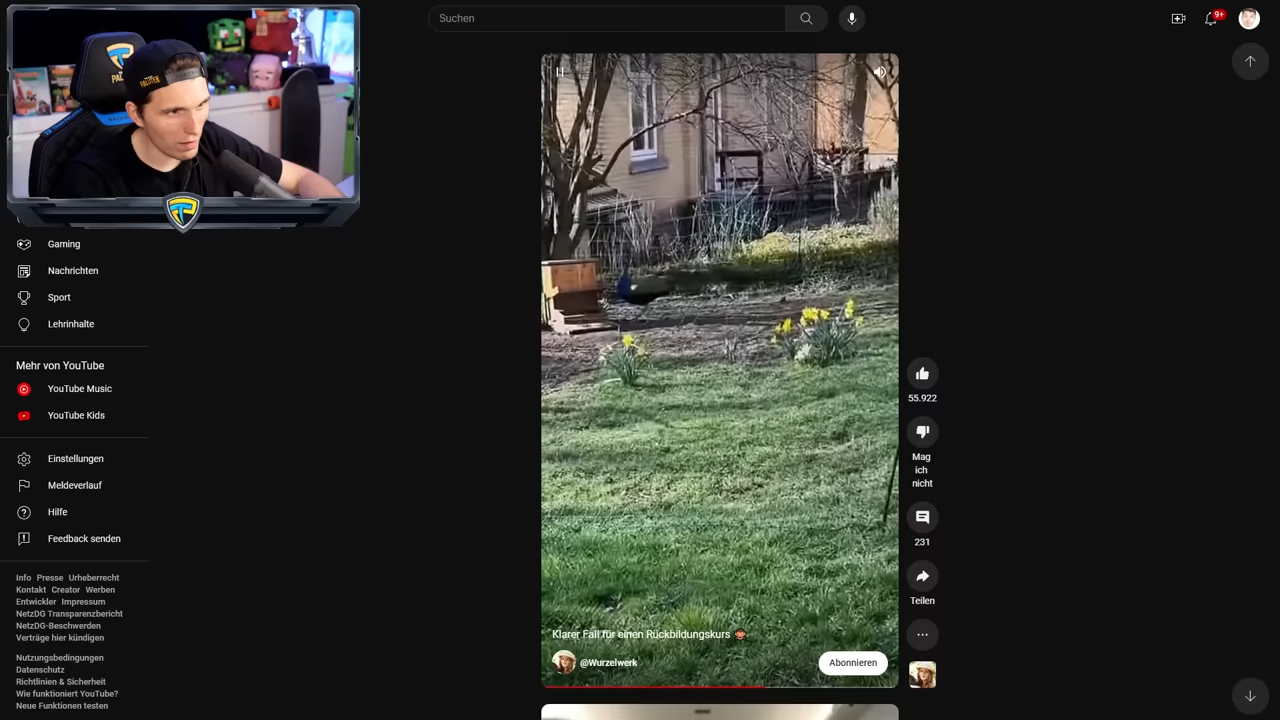 Suchen
9+
Gaming
Nachrichten
Sport
Lehrinhalte
Mehr von YouTube
YouTube Music
YouTube Kids
Einstellungen
Meldeverlauf
Hilfe
Feedback senden
Info Presse Urheberrecht
Kontakt Creator Werben
Entwickler Impressum
NetzDG Transparenzbericht
NetzDG-Beschwerden
Verträge hier kündigen
Nutzungsbedingungen
Datenschutz
Richtlinien & Sicherheit
Wie funktioniert YouTube?
Neue Funktionen testen
Klarer Fall für einen Rückbildungskurs
@Wurzelwerk
Abonnieren
55.922
Mag
ich
nicht
231
Teilen